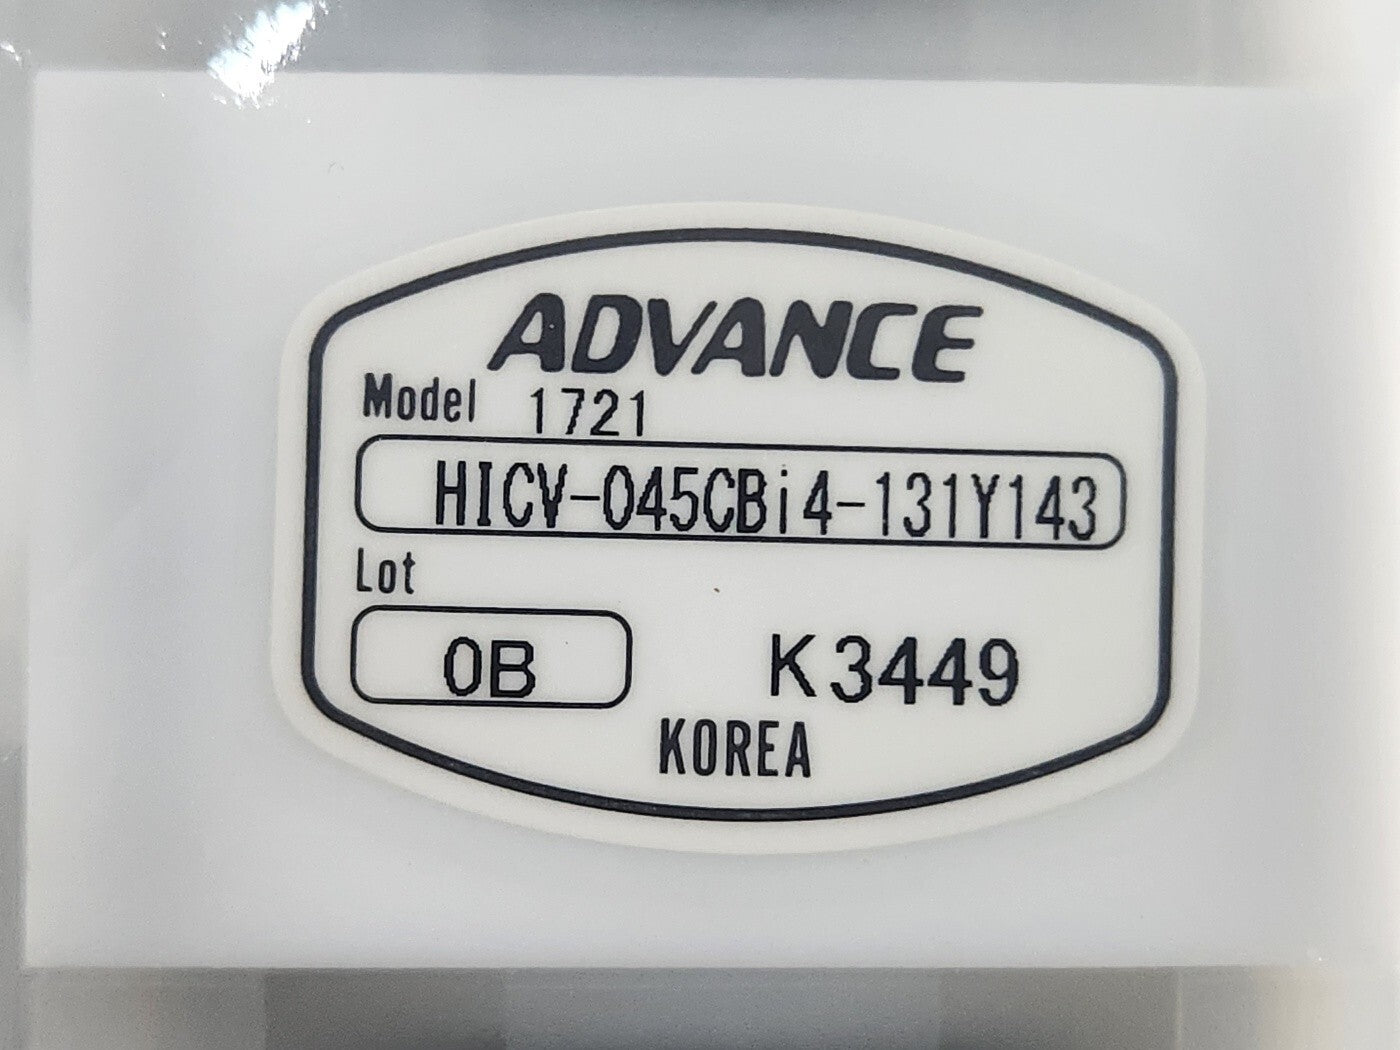 ADVANCE
Model 1721
HICV-045CBi4-131Y143
Lot
0B K3449
KOREA